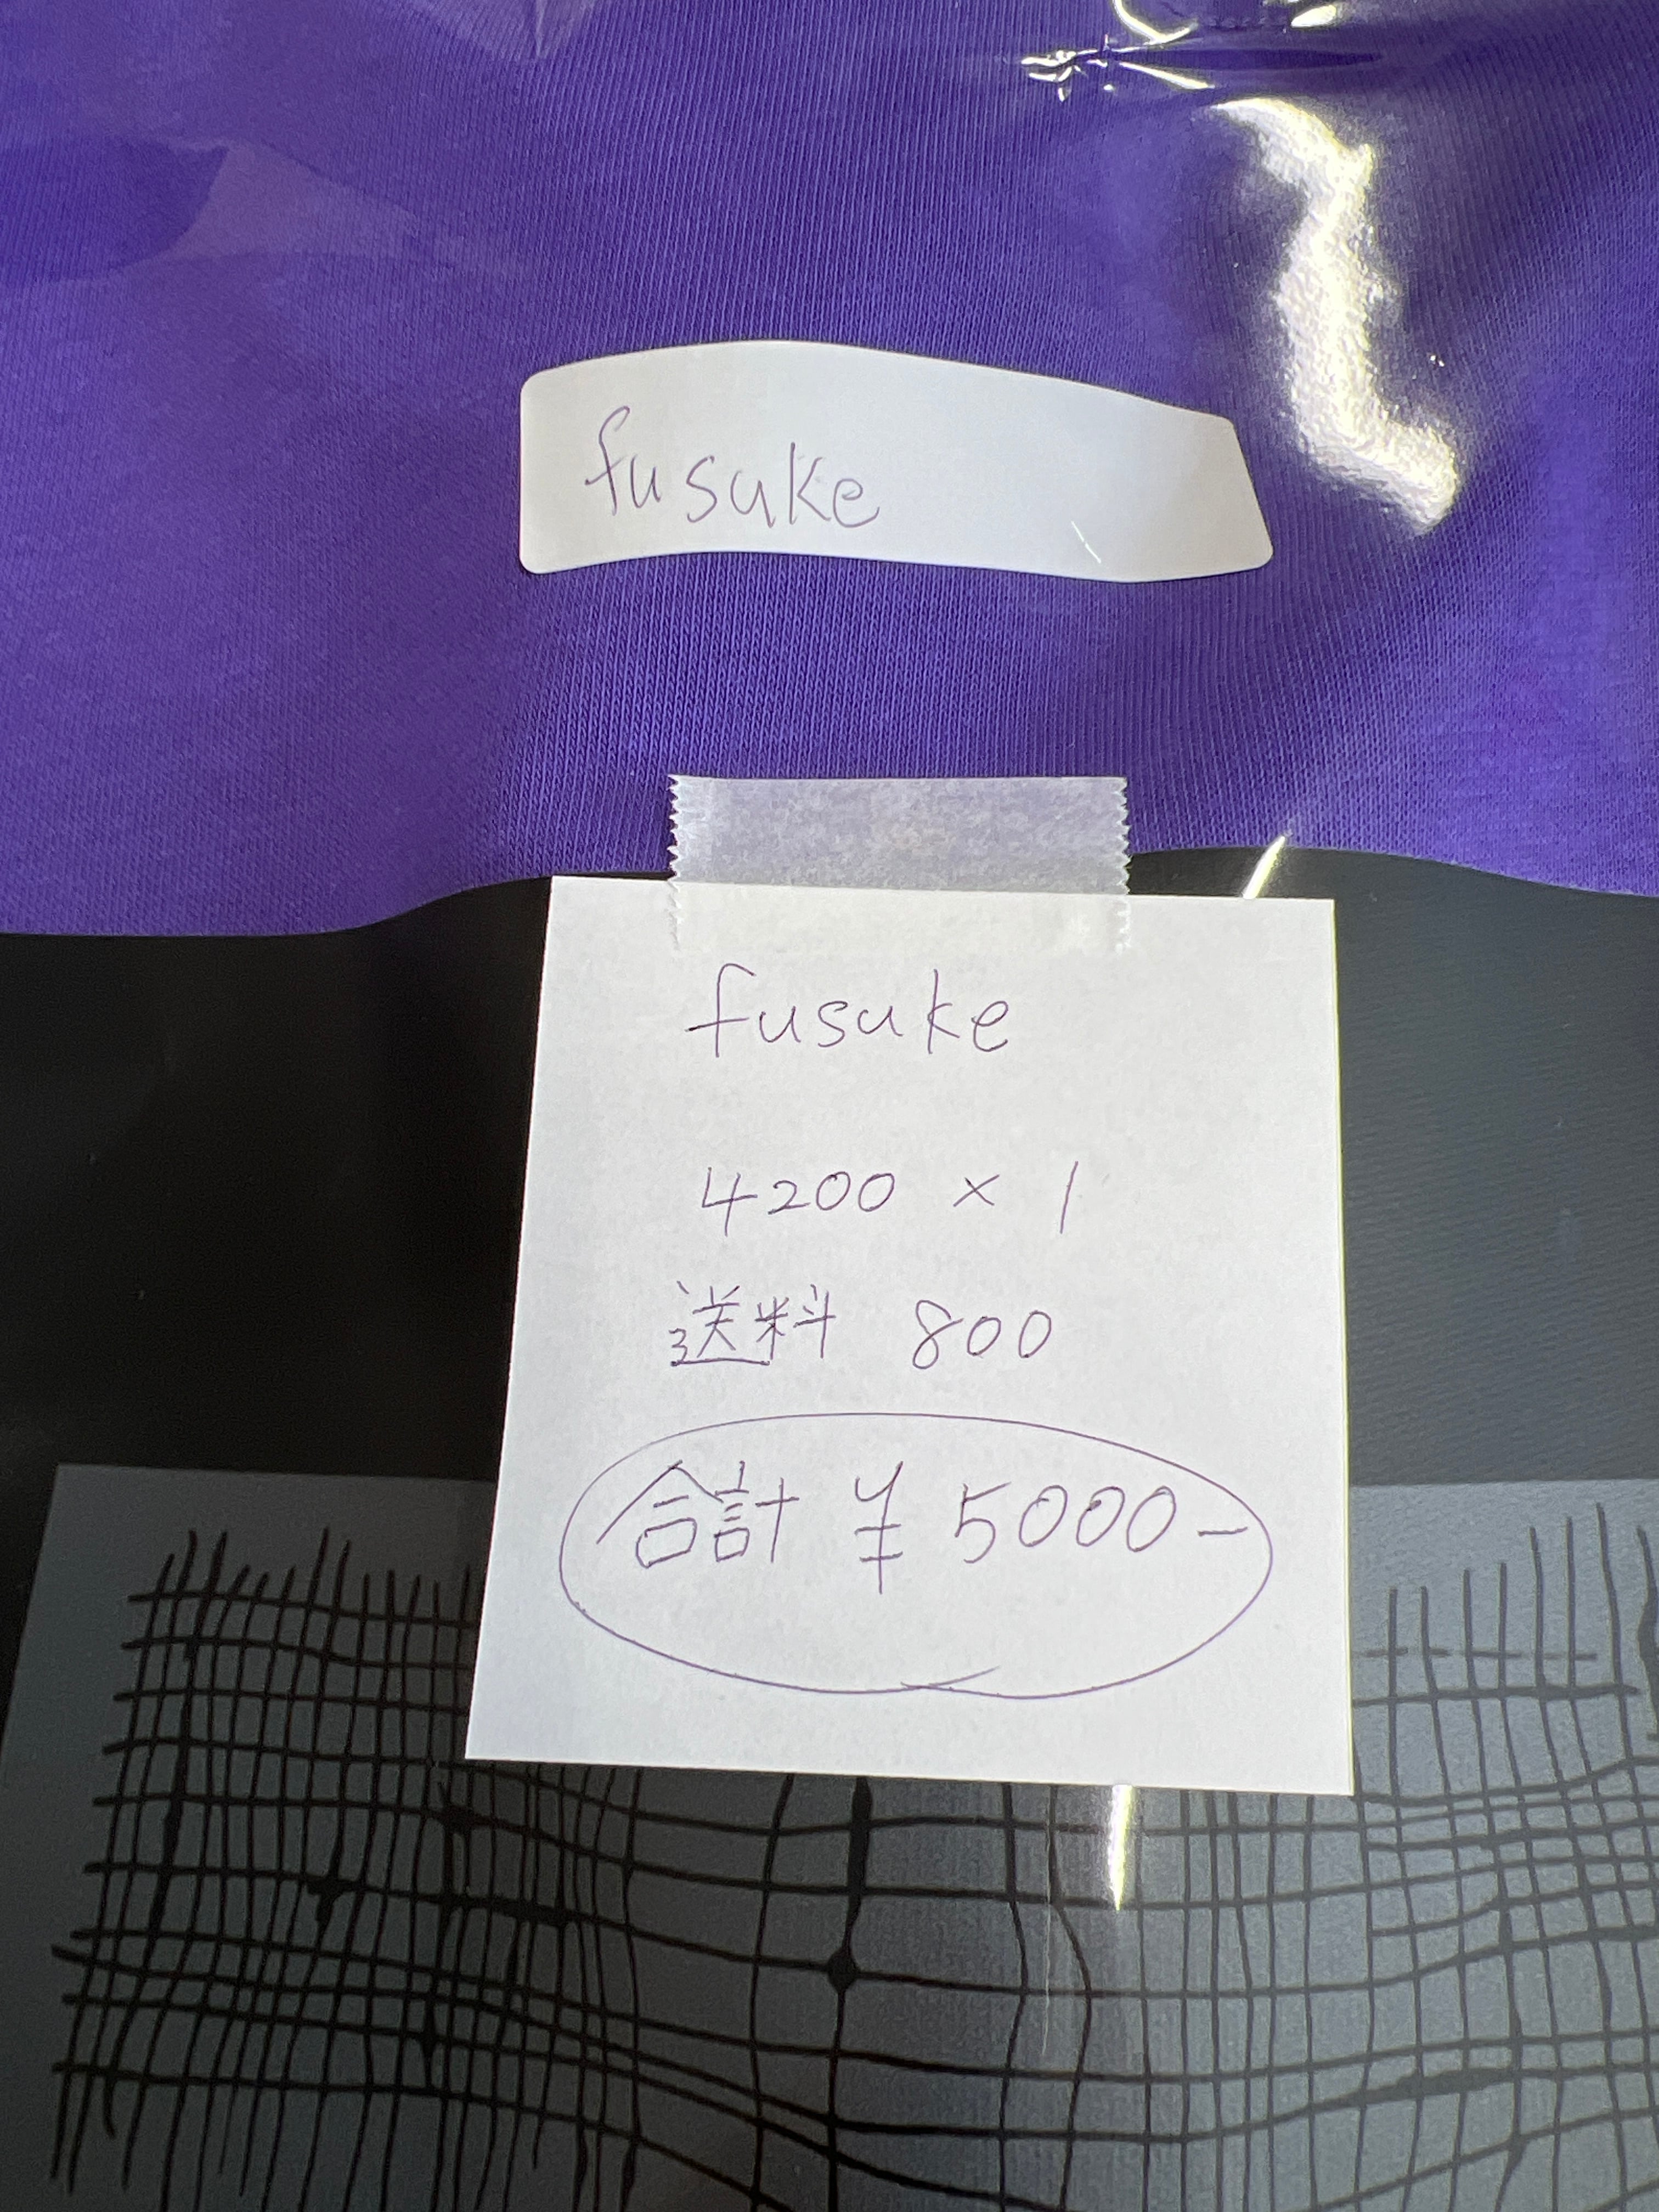 fusuke
fusuke
4200 × 1
送料 800
合計 ¥ 5000-